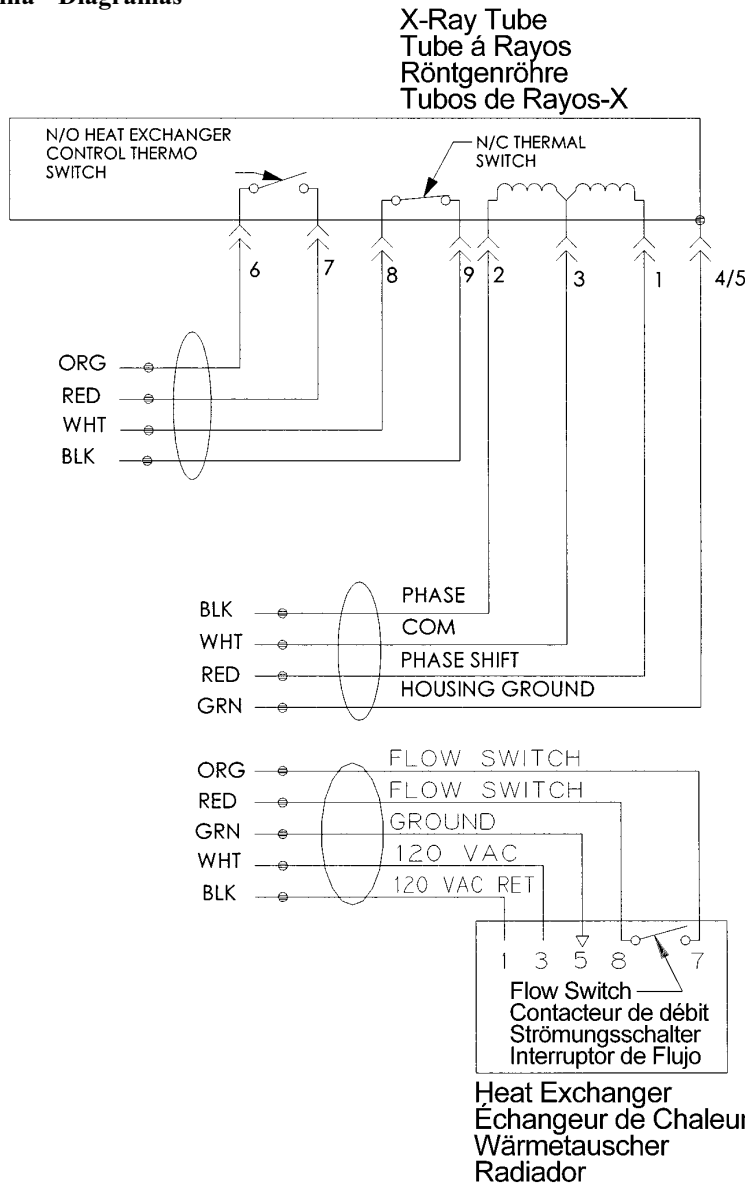 Diagramas
X-Ray Tube
Tube á Rayos
Röntgenröhre
Tubos de Rayos-X
N/O HEAT EXCHANGER
CONTROL THERMO
SWITCH
N/C THERMAL
SWITCH
6 7 8 9 2 3 1 4/5
ORG
RED
WHT
BLK
BLK PHASE
WHT COM
RED PHASE SHIFT
GRN HOUSING GROUND
ORG FLOW SWITCH
RED FLOW SWITCH
GRN GROUND
WHT 120 VAC
BLK 120 VAC RET
1 3 5 8 7
Flow Switch
Contacteur de débit
Strömungsschalter
Interruptor de Flujo
Heat Exchanger
Échangeur de Chaleur
Wärmetauscher
Radiador